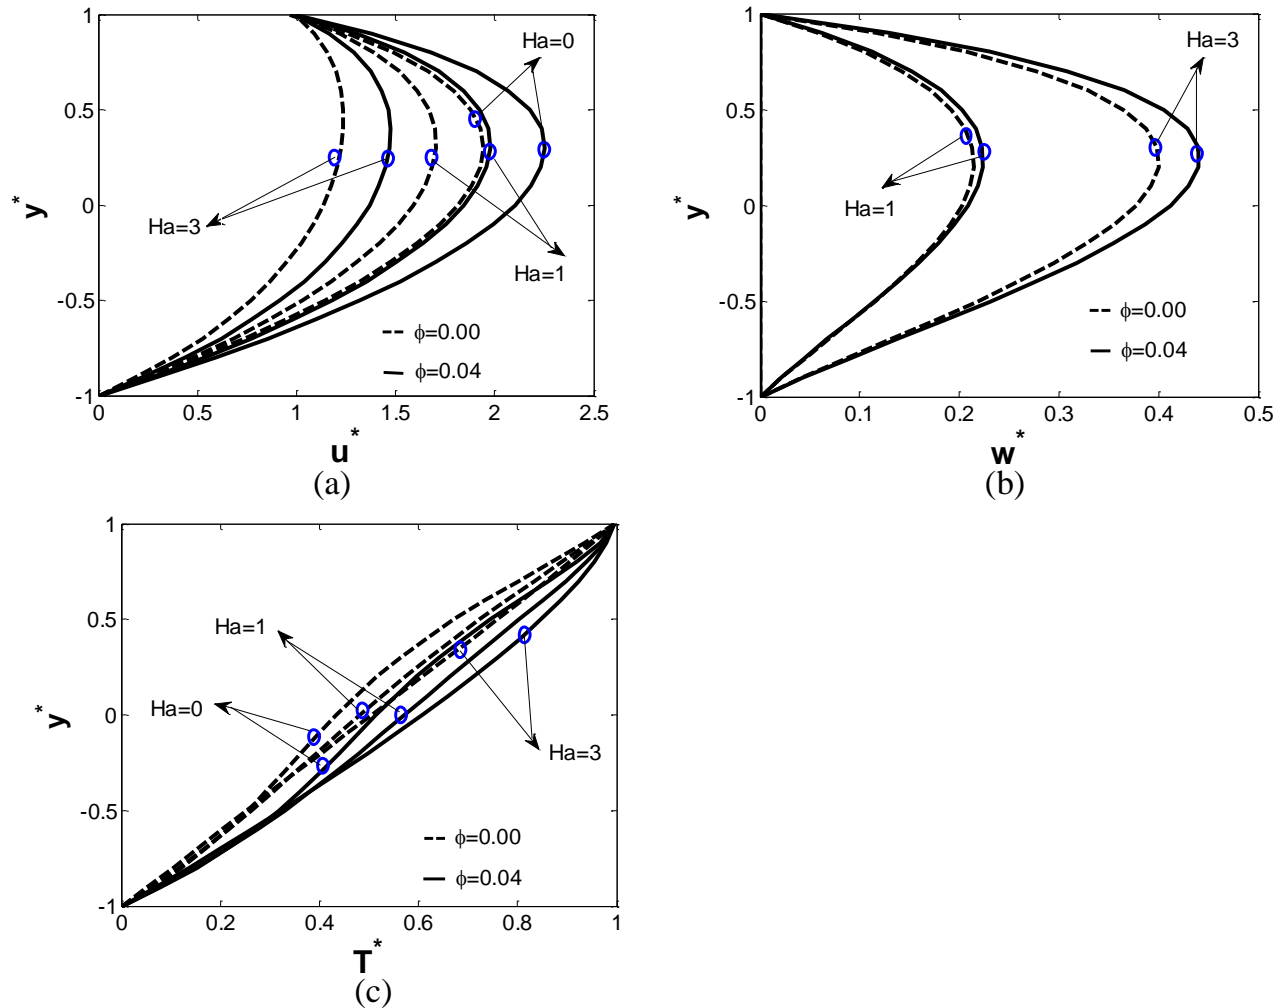 1
0.5
0
-0.5
-1
y*
Ha=0
Ha=3
Ha=1
ϕ=0.00
ϕ=0.04
0 0.5 1 1.5 2 2.5
u*
(a)
1
0.5
0
-0.5
-1
y*
Ha=3
Ha=1
ϕ=0.00
ϕ=0.04
0 0.1 0.2 0.3 0.4 0.5
w*
(b)
1
0.5
0
-0.5
-1
y*
Ha=1
Ha=0
Ha=3
ϕ=0.00
ϕ=0.04
0 0.2 0.4 0.6 0.8 1
T*
(c)